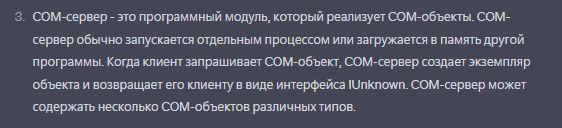 3. COM-сервер - это программный модуль, который реализует COM-объекты. COM-
сервер обычно запускается отдельным процессом или загружается в память другой
программы. Когда клиент запрашивает COM-объект, COM-сервер создает экземпляр
объекта и возвращает его клиенту в виде интерфейса IUnknown. COM-сервер может
содержать несколько COM-объектов различных типов.